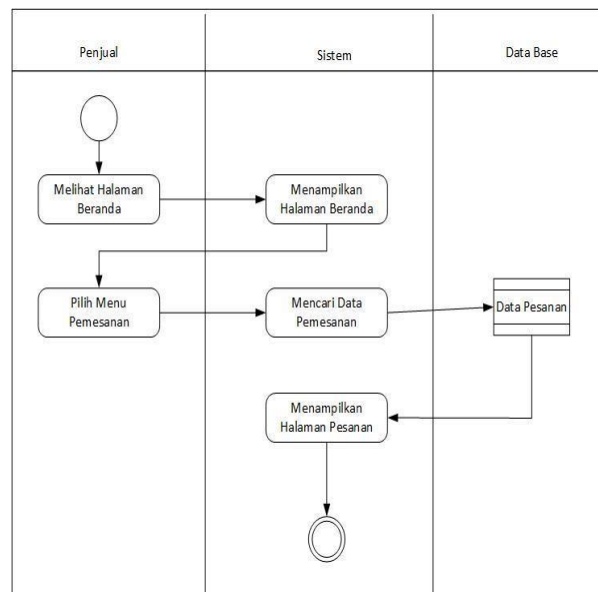 Penjual
Sistem
Data Base
Melihat Halaman
Beranda
Menampilkan
Halaman Beranda
Pilih Menu
Pemesanan
Mencari Data
Pemesanan
Data Pesanan
Menampilkan
Halaman Pesanan